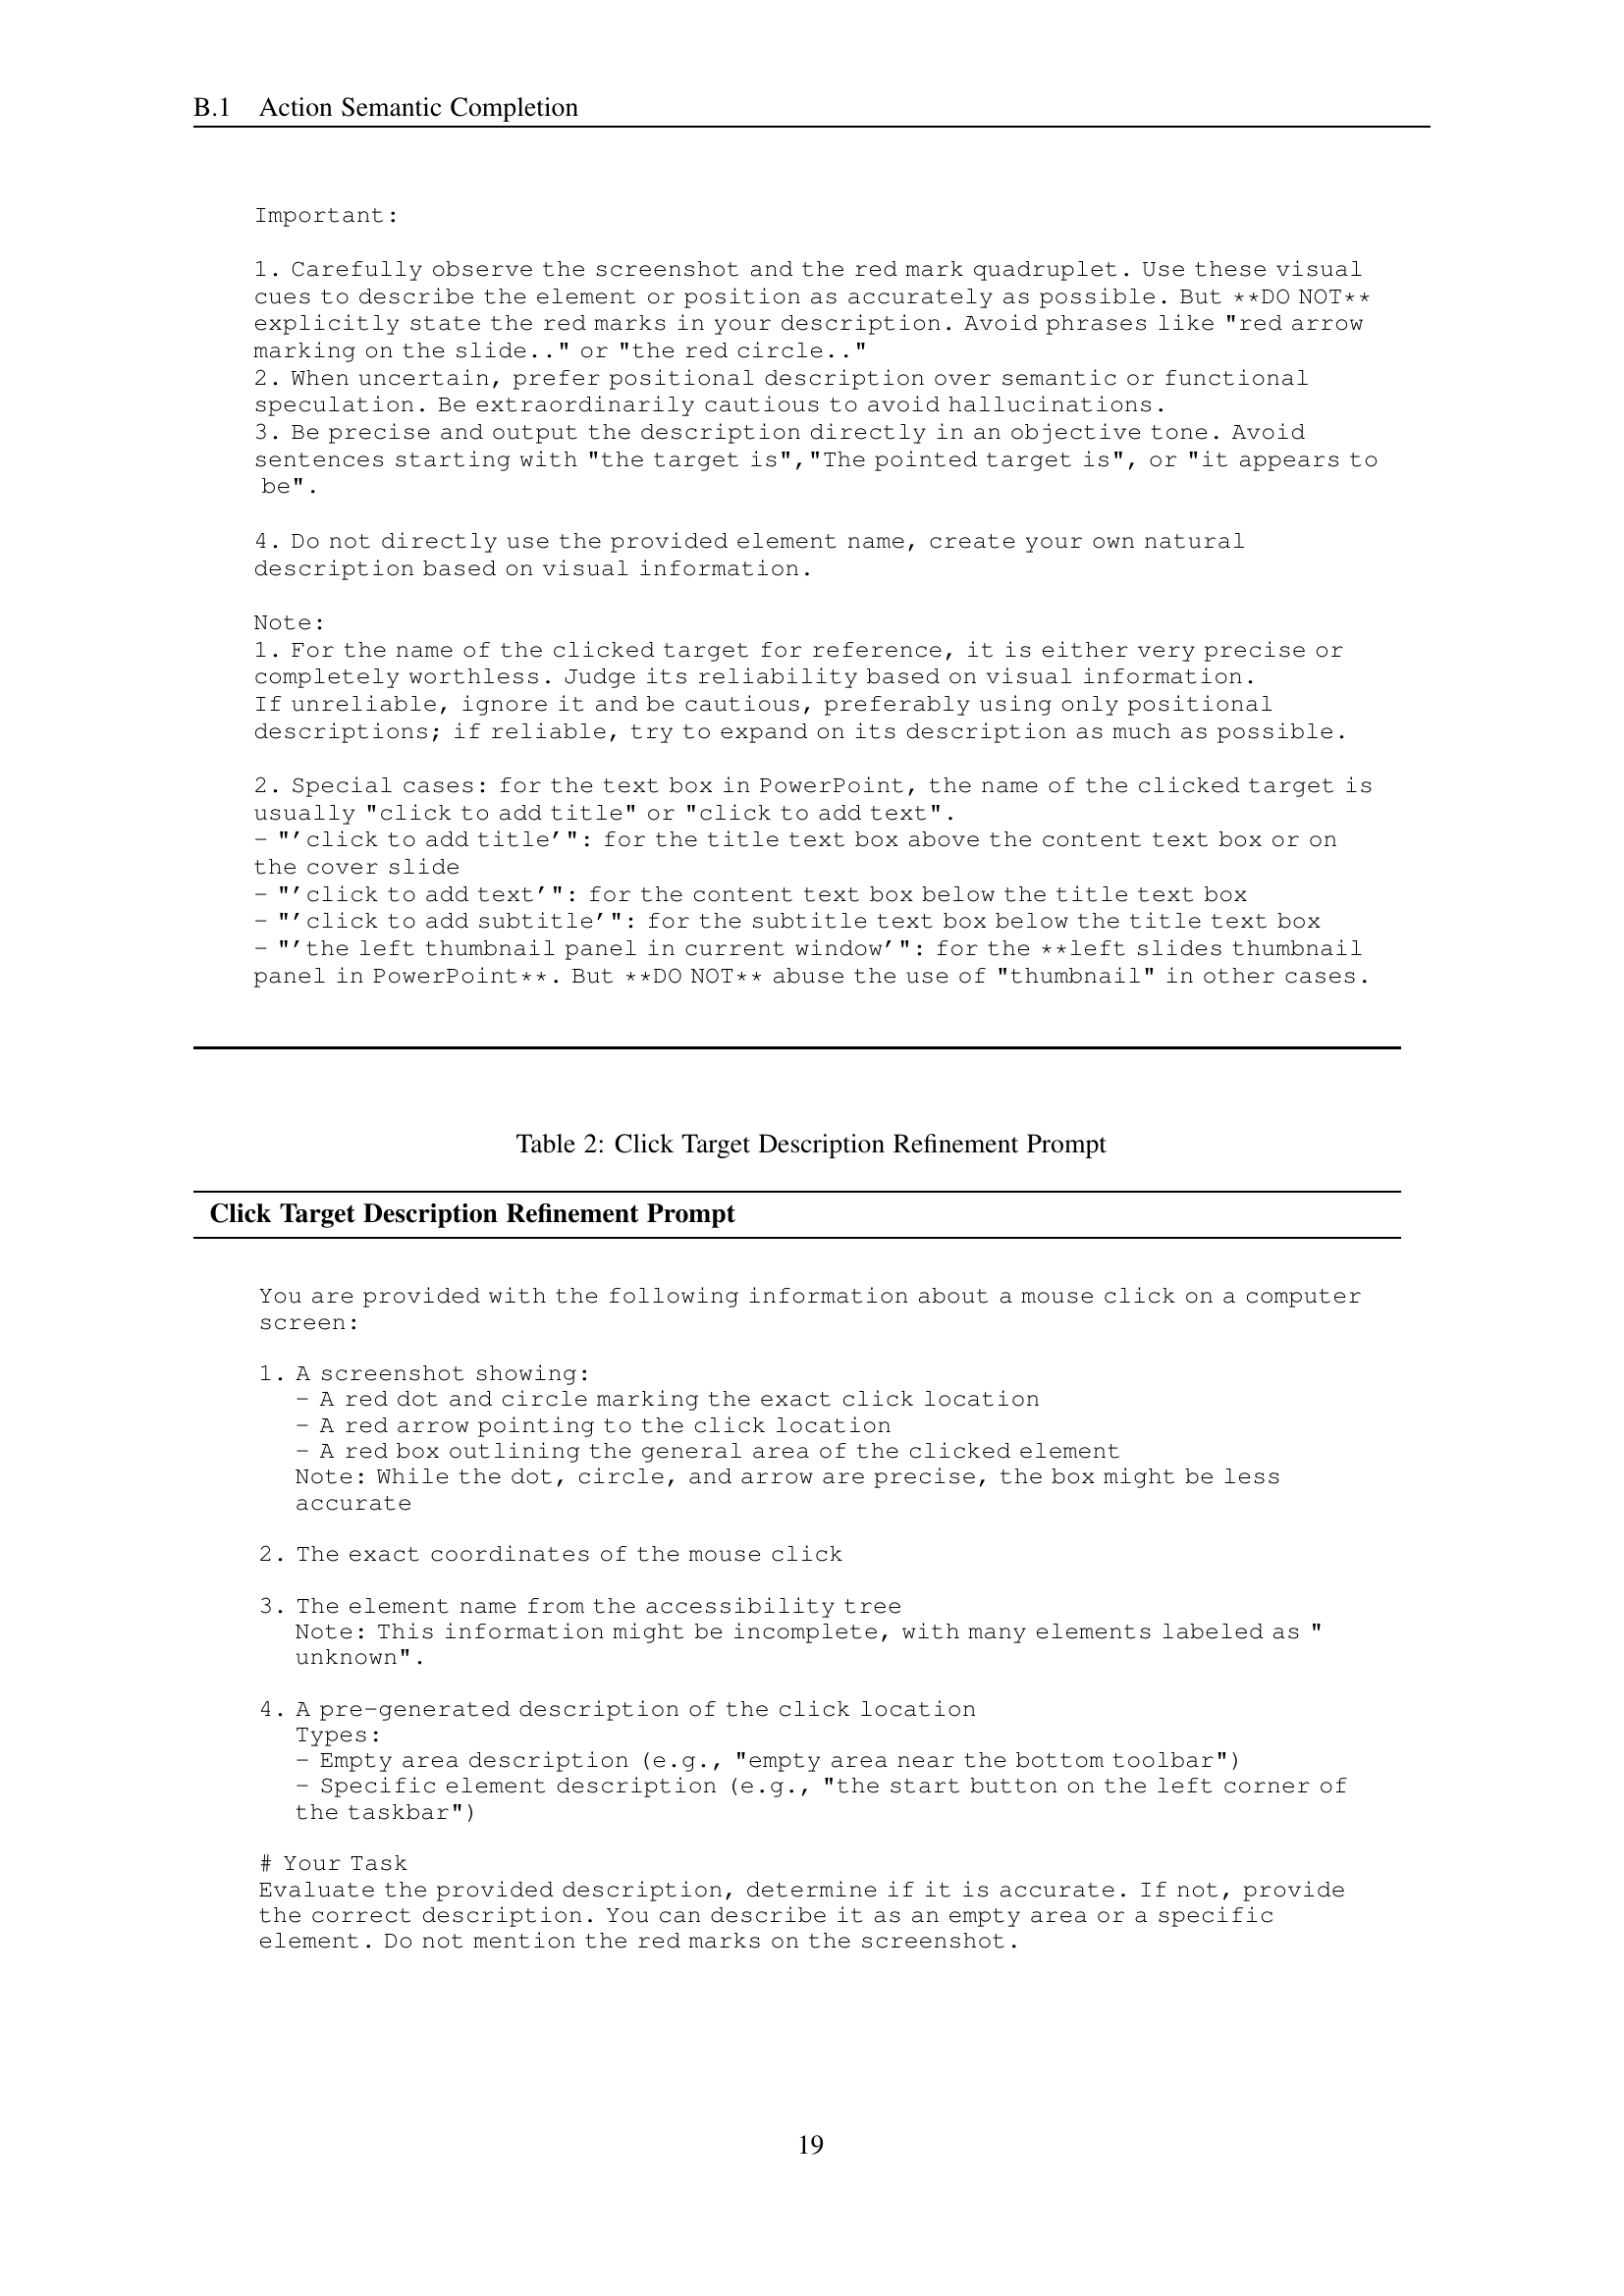 B.1 Action Semantic Completion
Important:
1. Carefully observe the screenshot and the red mark quadruplet. Use these visual
cues to describe the element or position as accurately as possible. But **DO NOT**
explicitly state the red marks in your description. Avoid phrases like "red arrow
marking on the slide.." or "the red circle.."
2. When uncertain, prefer positional description over semantic or functional
speculation. Be extraordinarily cautious to avoid hallucinations.
3. Be precise and output the description directly in an objective tone. Avoid
sentences starting with "the target is","The pointed target is", or "it appears to
be".
4. Do not directly use the provided element name, create your own natural
description based on visual information.
Note:
1. For the name of the clicked target for reference, it is either very precise or
completely worthless. Judge its reliability based on visual information.
If unreliable, ignore it and be cautious, preferably using only positional
descriptions; if reliable, try to expand on its description as much as possible.
2. Special cases: for the text box in PowerPoint, the name of the clicked target is
usually "click to add title" or "click to add text".
- "'click to add title'": for the title text box above the content text box or on
the cover slide
- "'click to add text'": for the content text box below the title text box
- "'click to add subtitle'": for the subtitle text box below the title text box
- "'the left thumbnail panel in current window'": for the **left slides thumbnail
panel in PowerPoint**. But **DO NOT** abuse the use of "thumbnail" in other cases.
Table 2: Click Target Description Refinement Prompt
Click Target Description Refinement Prompt
You are provided with the following information about a mouse click on a computer
screen:
1. A screenshot showing:
- A red dot and circle marking the exact click location
- A red arrow pointing to the click location
- A red box outlining the general area of the clicked element
Note: While the dot, circle, and arrow are precise, the box might be less
accurate
2. The exact coordinates of the mouse click
3. The element name from the accessibility tree
Note: This information might be incomplete, with many elements labeled as "
unknown".
4. A pre-generated description of the click location
Types:
- Empty area description (e.g., "empty area near the bottom toolbar")
- Specific element description (e.g., "the start button on the left corner of
the taskbar")
# Your Task
Evaluate the provided description, determine if it is accurate. If not, provide
the correct description. You can describe it as an empty area or a specific
element. Do not mention the red marks on the screenshot.
19